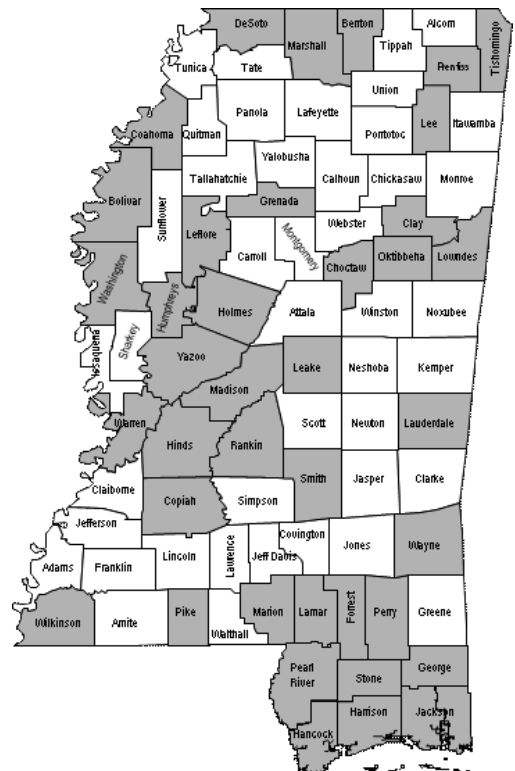 DeSoto
Benton
Alcorn
Tishomingo
Marshall
Tippah
Prentiss
Tunica
Tate
Union
Panola
Lafeyette
Lee
Itawamba
Coahoma
Quitman
Pontotoc
Yalobusha
Tallahatchie
Calhoun
Chickasaw
Monroe
Bolivar
Sunflower
Grenada
Leflore
Montgomery
Webster
Clay
Carroll
Choctaw
Oktibbeha
Lowndes
Washington
Humphreys
Holmes
Attala
Winston
Noxubee
Issaquena
Sharkey
Yazoo
Leake
Neshoba
Kemper
Madison
Warren
Scott
Newton
Lauderdale
Hinds
Rankin
Claiborne
Smith
Jasper
Clarke
Copiah
Simpson
Jefferson
Covington
Lawrence
Jeff Davis
Jones
Wayne
Adams
Franklin
Lincoln
Wilkinson
Amite
Pike
Walthall
Marion
Lamar
Forrest
Perry
Greene
Pearl
River
Stone
George
Harrison
Jackson
Hancock